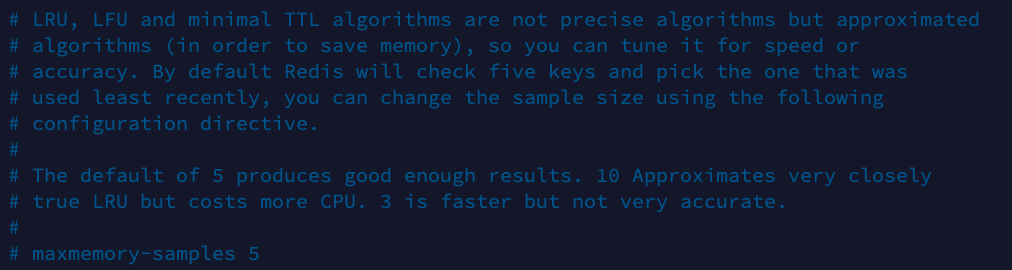 # LRU, LFU and minimal TTL algorithms are not precise algorithms but approximated
# algorithms (in order to save memory), so you can tune it for speed or
# accuracy. By default Redis will check five keys and pick the one that was
# used least recently, you can change the sample size using the following
# configuration directive.
#
# The default of 5 produces good enough results. 10 Approximates very closely
# true LRU but costs more CPU. 3 is faster but not very accurate.
#
# maxmemory-samples 5